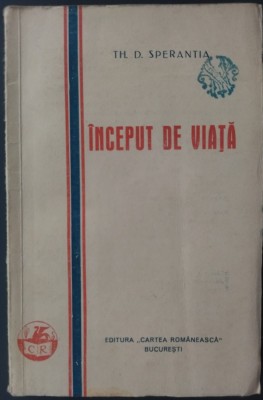 TH. D. SPERANTIA
ÎNCEPUT DE VIAȚĂ
C R
EDITURA „CARTEA ROMÂNEASCĂ”
BUCUREȘTI